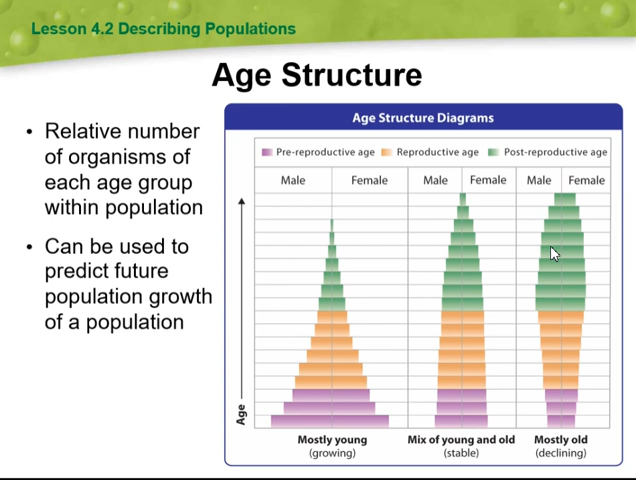 Lesson 4.2 Describing Populations
Age Structure
• Relative number
of organisms of
each age group
within population
• Can be used to
predict future
population growth
of a population
Age Structure Diagrams
Pre-reproductive age Reproductive age Post-reproductive age
Male Female Male Female Male Female
Age
Mostly young Mix of young and old Mostly old
(growing) (stable) (declining)